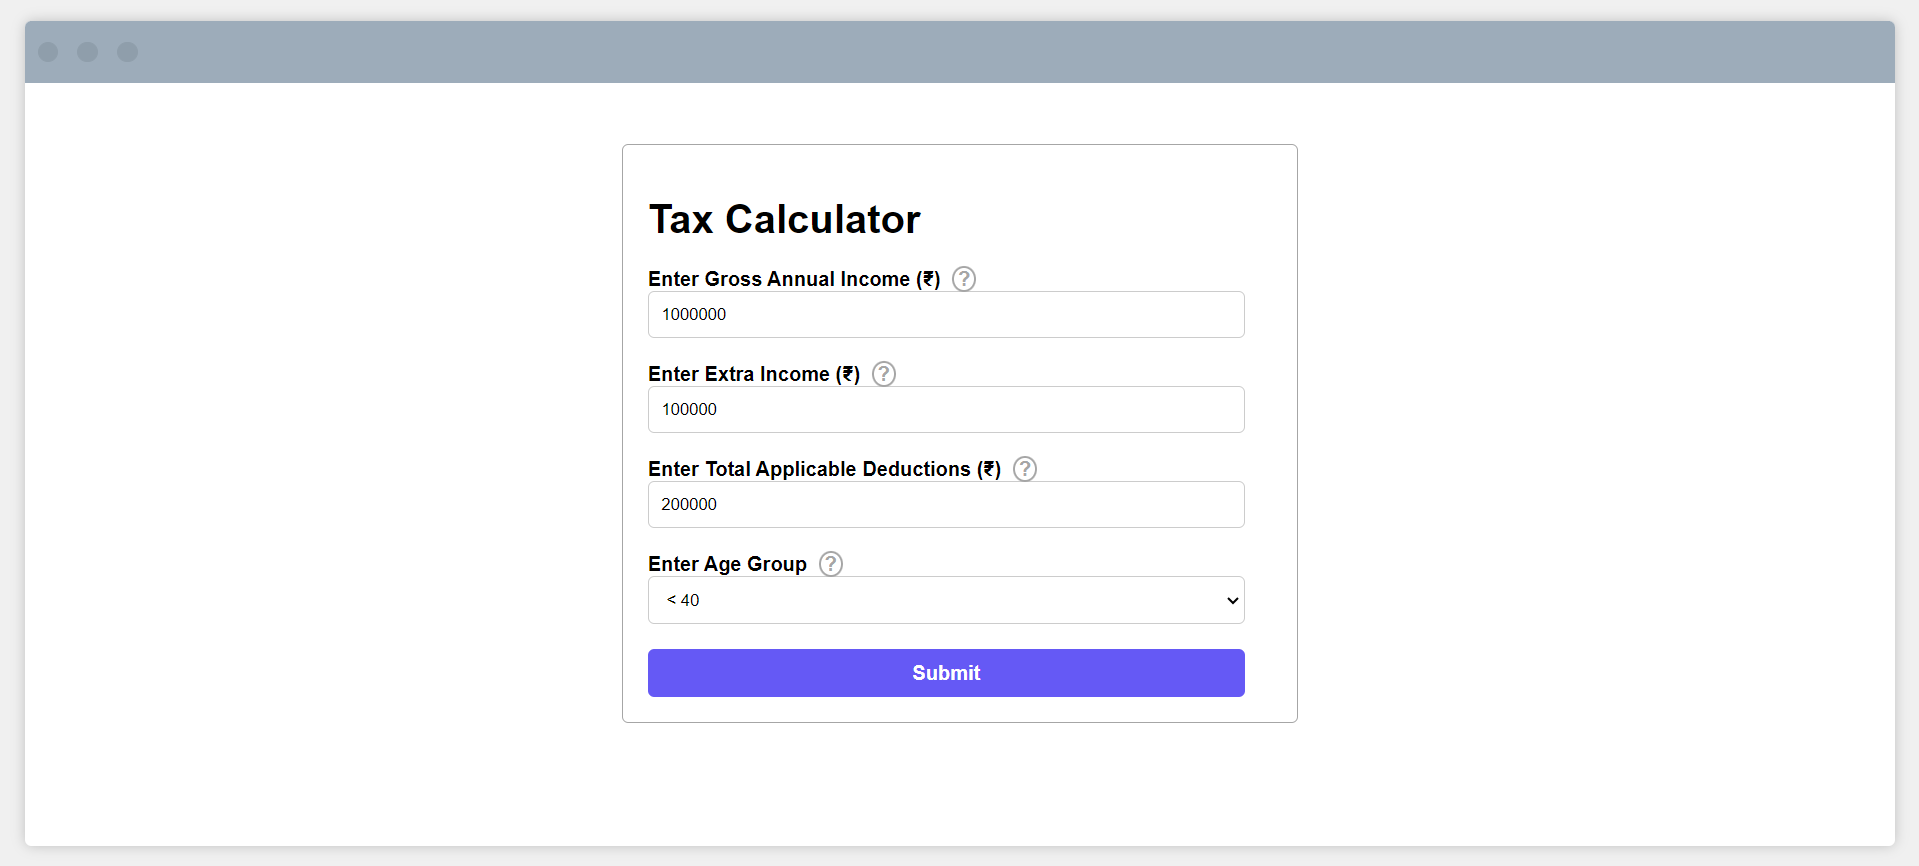 Tax Calculator
Enter Gross Annual Income (₹) ?
1000000
Enter Extra Income (₹) ?
100000
Enter Total Applicable Deductions (₹) ?
200000
Enter Age Group ?
< 40
Submit